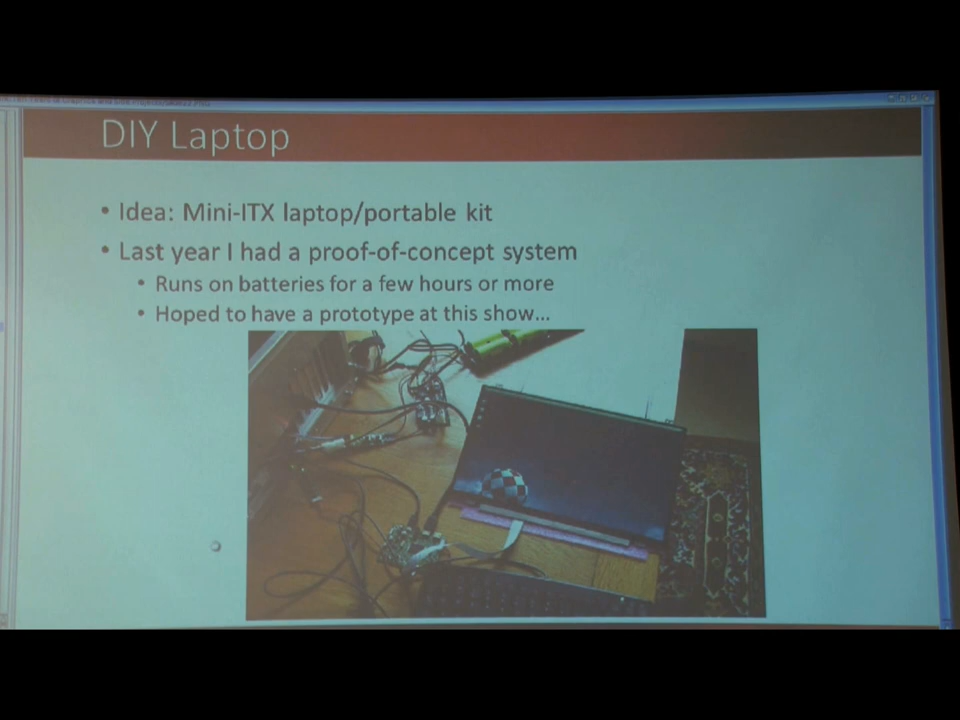 DIY Laptop
• Idea: Mini-ITX laptop/portable kit
• Last year I had a proof-of-concept system
• Runs on batteries for a few hours or more
• Hoped to have a prototype at this show...